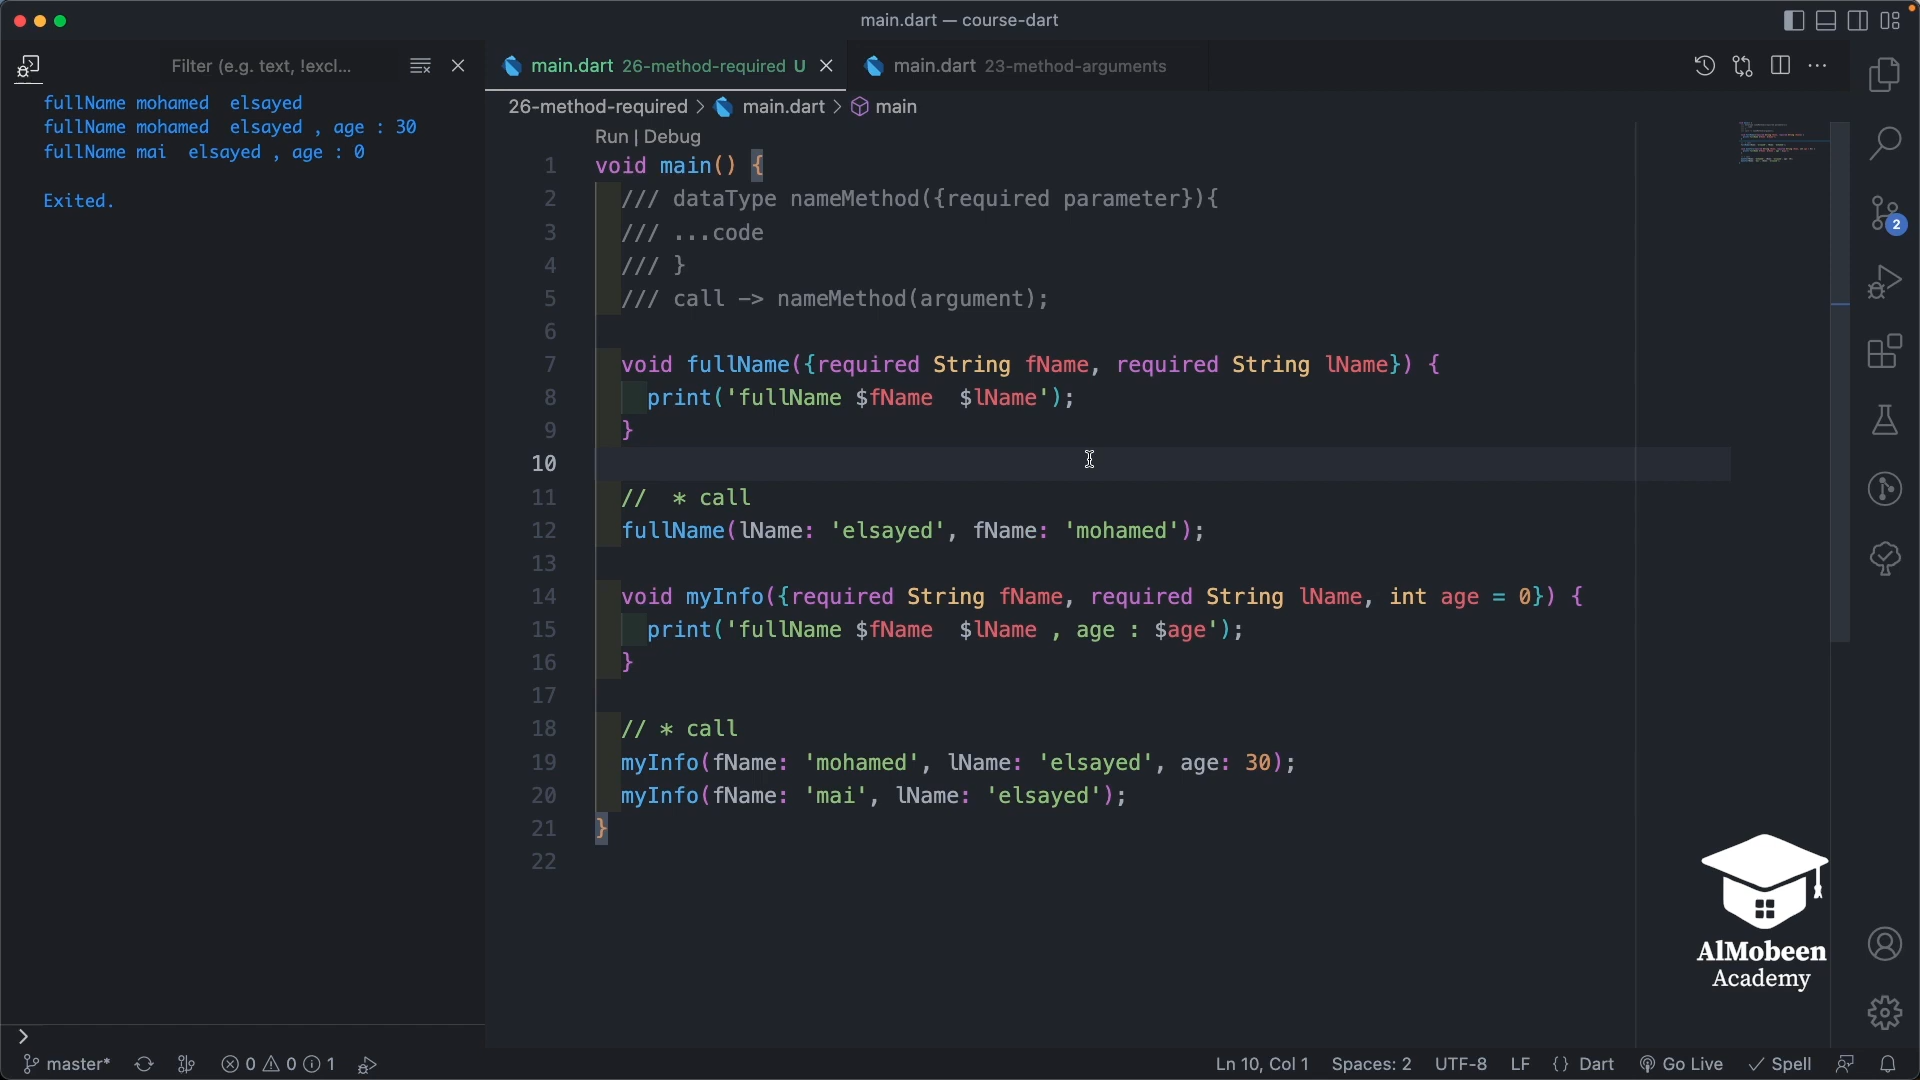 main.dart — course-dart
Filter (e.g. text, !excl...
fullName mohamed  elsayed
fullName mohamed  elsayed , age : 30
fullName mai  elsayed , age : 0
Exited.
main.dart 26-method-required U
main.dart 23-method-arguments
26-method-required > main.dart > main
Run | Debug
1 void main() {
2   /// dataType nameMethod({required parameter}){
3   /// ...code
4   /// }
5   /// call -> nameMethod(argument);
6
7   void fullName({required String fName, required String lName}) {
8     print('fullName $fName  $lName');
9   }
10
11   //  * call
12   fullName(lName: 'elsayed', fName: 'mohamed');
13
14   void myInfo({required String fName, required String lName, int age = 0}) {
15     print('fullName $fName  $lName , age : $age');
16   }
17
18   // * call
19   myInfo(fName: 'mohamed', lName: 'elsayed', age: 30);
20   myInfo(fName: 'mai', lName: 'elsayed');
21 }
22
2
AlMobeen
Academy
master* 0 0 1
Ln 10, Col 1 Spaces: 2 UTF-8 LF {} Dart Go Live Spell